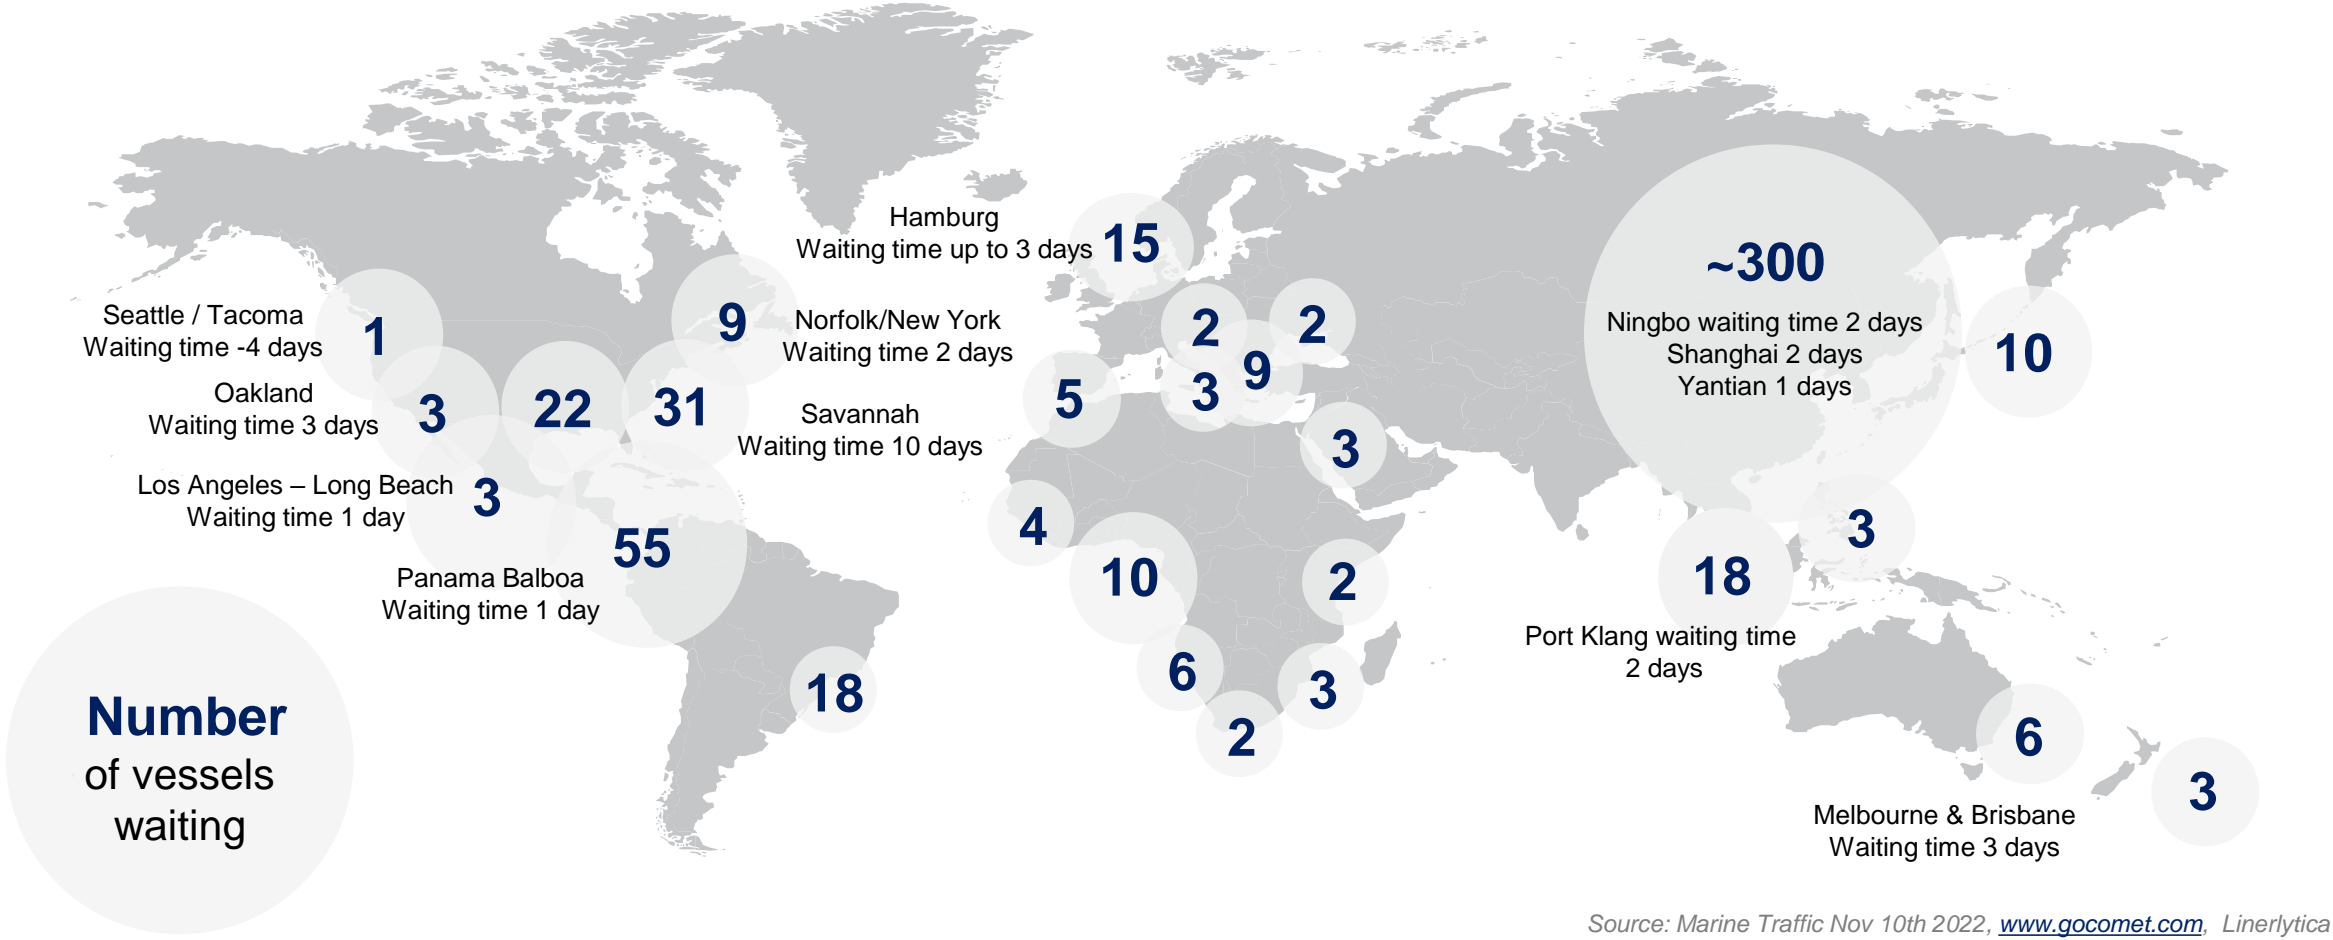 Hamburg
Waiting time up to 3 days
15
~300
Ningbo waiting time 2 days
Shanghai 2 days
Yantian 1 days
10
Seattle / Tacoma
Waiting time -4 days
1
9
Norfolk/New York
Waiting time 2 days
2
2
9
3
5
Oakland
Waiting time 3 days
3
22
31
Savannah
Waiting time 10 days
3
Los Angeles – Long Beach
Waiting time 1 day
3
55
Panama Balboa
Waiting time 1 day
4
10
2
18
3
Port Klang waiting time
2 days
18
6
3
2
6
3
Melbourne & Brisbane
Waiting time 3 days
Number
of vessels
waiting
Source: Marine Traffic Nov 10th 2022, www.gocomet.com, Linerlytica